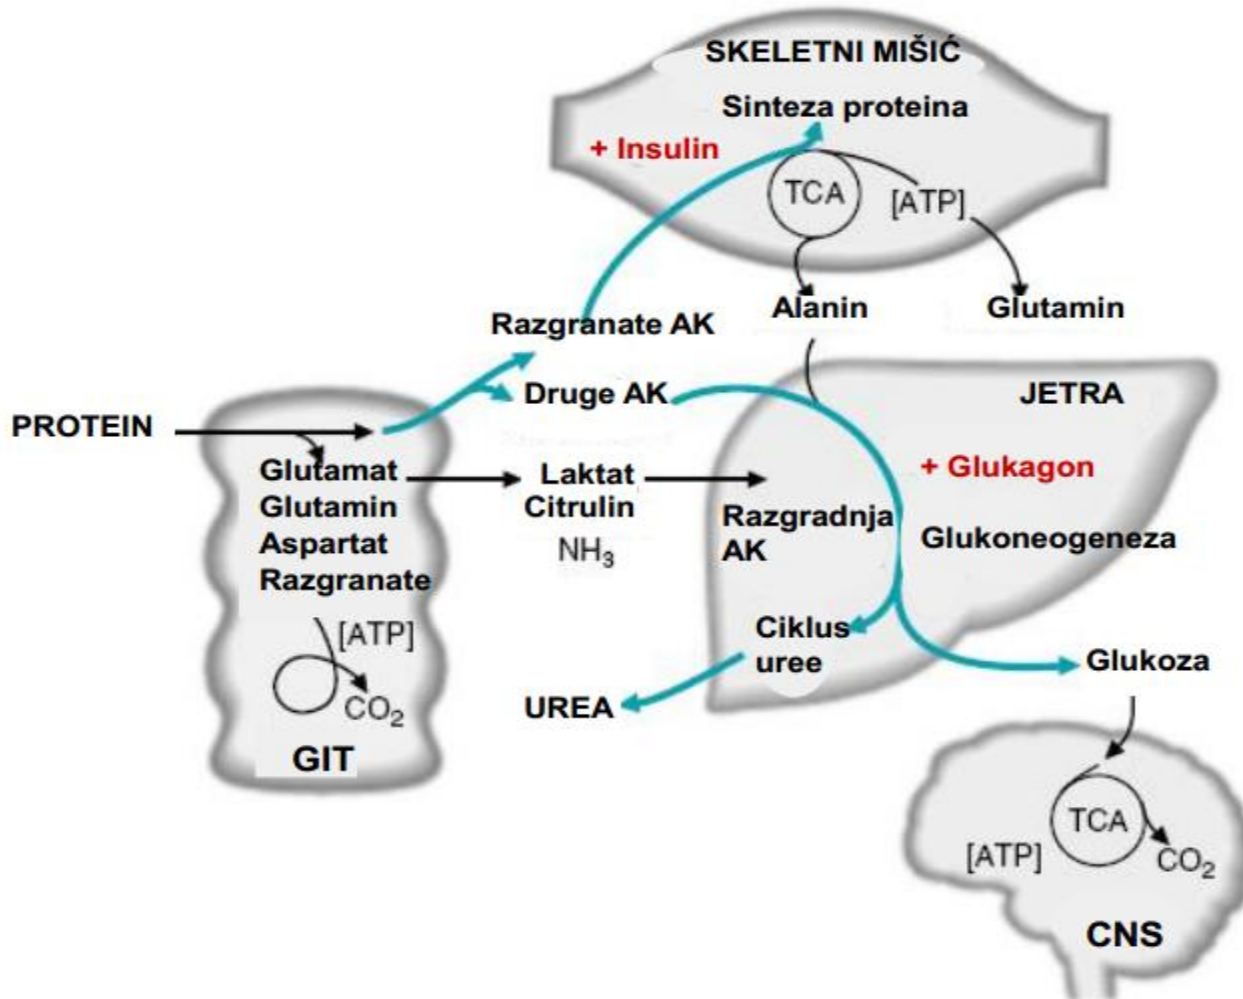 SKELETNI MIŠIĆ
Sinteza proteina
+ Insulin
TCA
[ATP]
Alanin
Glutamin
Razgranate AK
Druge AK
PROTEIN
Glutamat
Glutamin
Aspartat
Razgranate
[ATP]
CO₂
GIT
Laktat
Citrulin
NH₃
JETRA
+ Glukagon
Razgradnja
AK
Glukoneogeneza
Ciklus
uree
UREA
Glukoza
TCA
[ATP]
CO₂
CNS